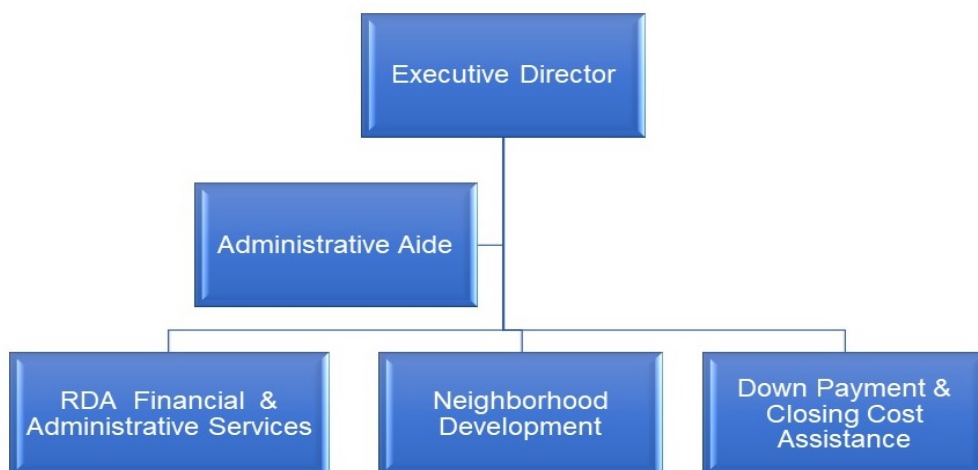 Executive Director
Administrative Aide
RDA Financial &
Administrative Services
Neighborhood
Development
Down Payment &
Closing Cost
Assistance